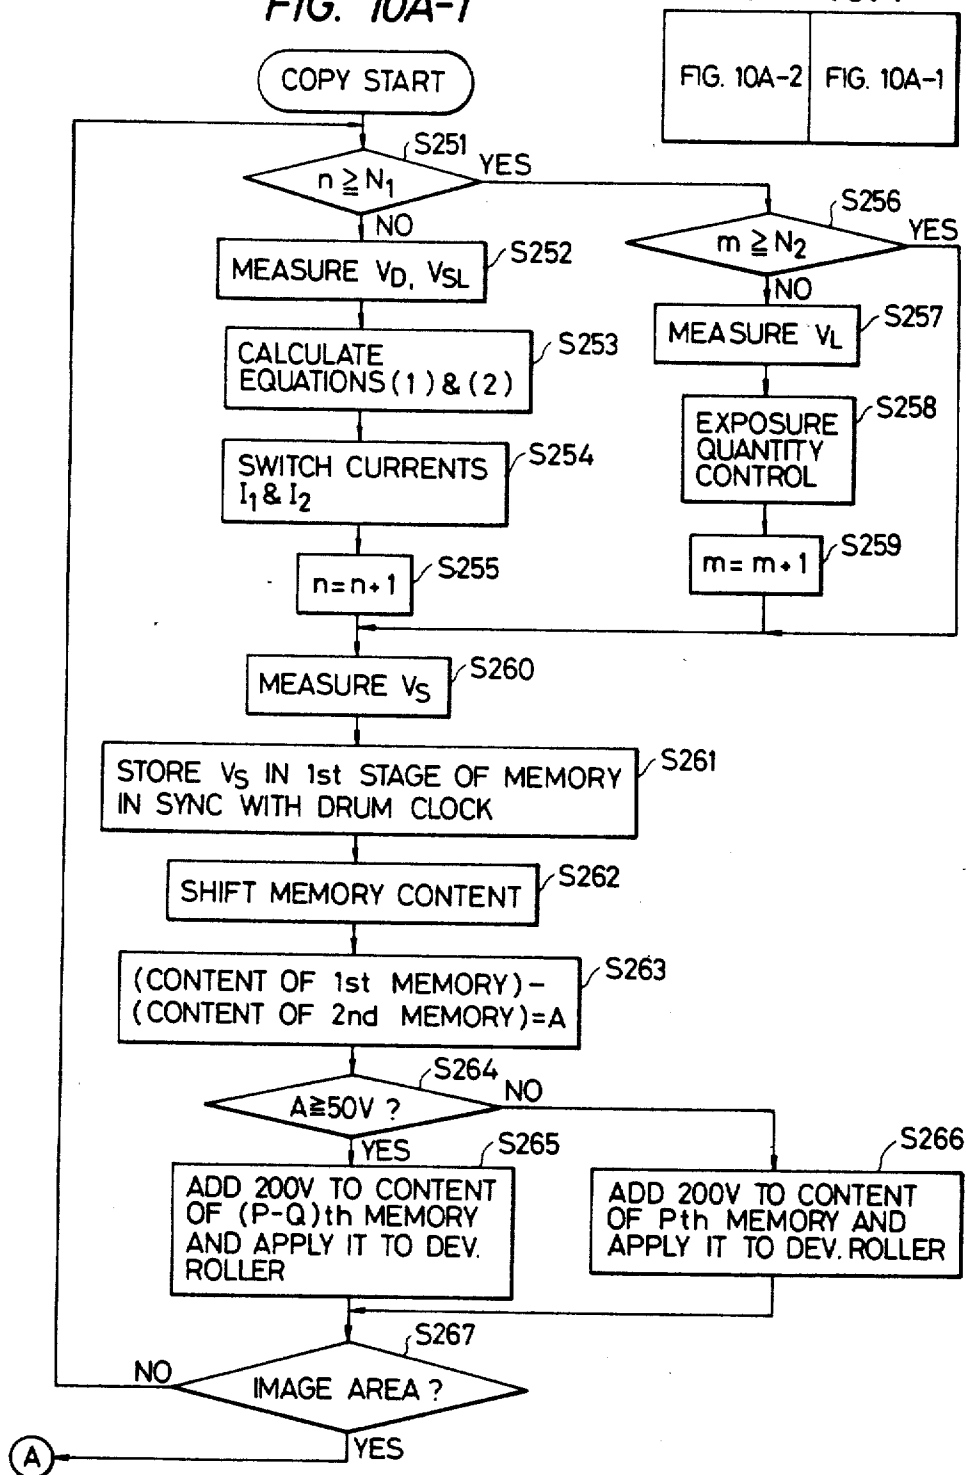 FIG. 10A-1
FIG. 10A-2
FIG. 10A-1
COPY START
S251
n ≧ N1
YES
NO
S252
MEASURE VD, VSL
S253
CALCULATE
EQUATIONS (1) & (2)
S254
SWITCH CURRENTS
I1 & I2
S255
n = n + 1
S256
m ≧ N2
YES
NO
S257
MEASURE VL
S258
EXPOSURE
QUANTITY
CONTROL
S259
m = m + 1
S260
MEASURE VS
S261
STORE VS IN 1st STAGE OF MEMORY
IN SYNC WITH DRUM CLOCK
S262
SHIFT MEMORY CONTENT
S263
(CONTENT OF 1st MEMORY) −
(CONTENT OF 2nd MEMORY) = A
S264
A ≧ 50V ?
NO
YES
S265
ADD 200V TO CONTENT
OF (P-Q)th MEMORY
AND APPLY IT TO DEV.
ROLLER
S266
ADD 200V TO CONTENT
OF Pth MEMORY AND
APPLY IT TO DEV. ROLLER
S267
IMAGE AREA ?
NO
YES
A